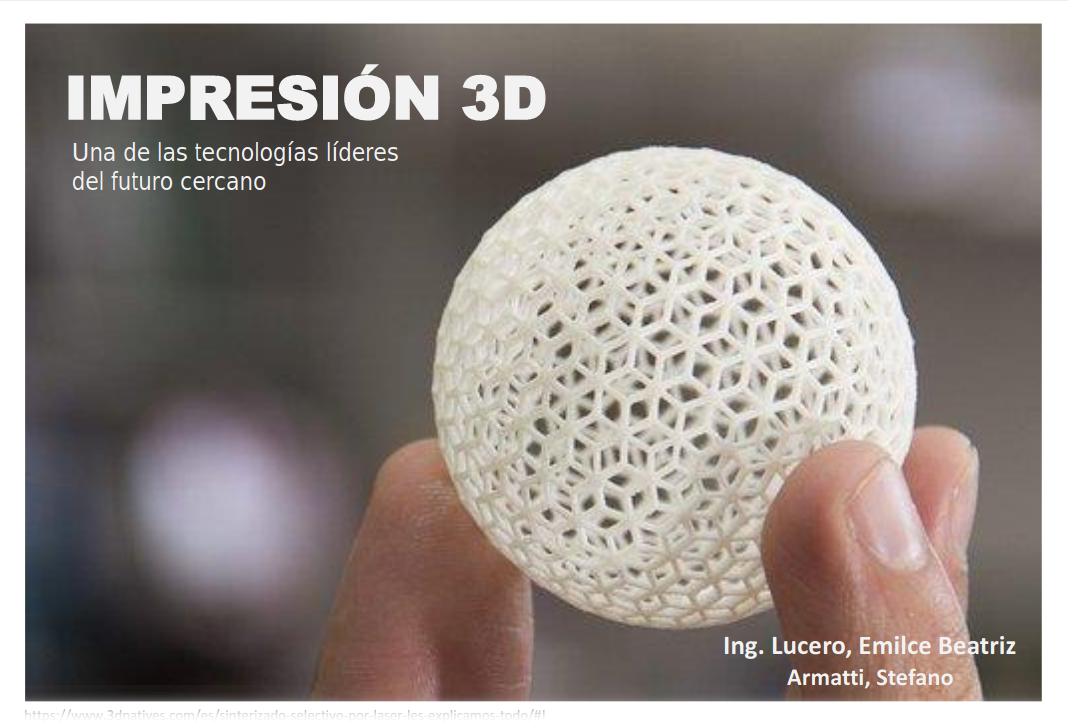 IMPRESIÓN 3D
Una de las tecnologías líderes
del futuro cercano
Ing. Lucero, Emilce Beatriz
Armatti, Stefano
https://www.3dnatives.com/es/sinterizado-selectivo-por-laser-les-explicamos-todo/#!